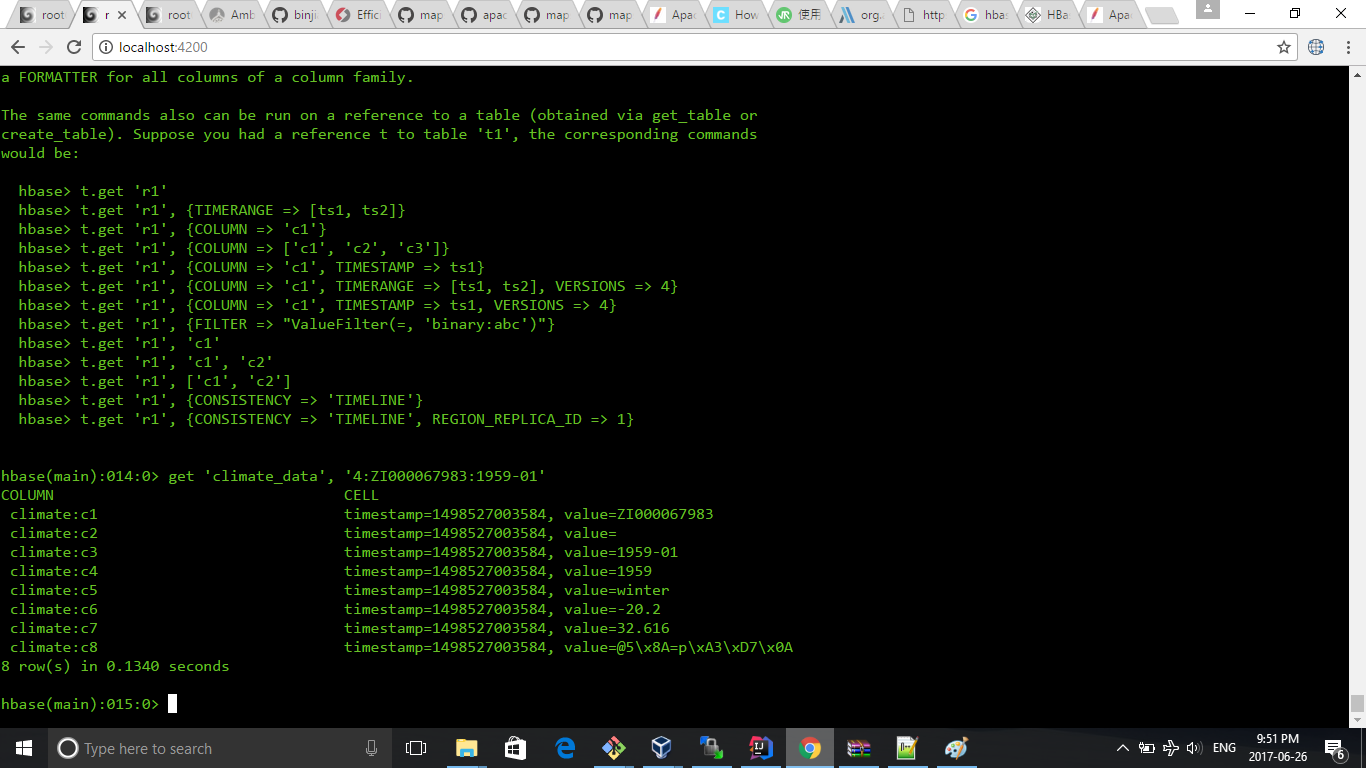 root
r
root
Amb
binji
Effic
map
apac
map
map
Apac
How
使用
org.
http
hba
HBa
Apa
localhost:4200
a FORMATTER for all columns of a column family.
The same commands also can be run on a reference to a table (obtained via get_table or
create_table). Suppose you had a reference t to table 't1', the corresponding commands
would be:
hbase> t.get 'r1'
hbase> t.get 'r1', {TIMERANGE => [ts1, ts2]}
hbase> t.get 'r1', {COLUMN => 'c1'}
hbase> t.get 'r1', {COLUMN => ['c1', 'c2', 'c3']}
hbase> t.get 'r1', {COLUMN => 'c1', TIMESTAMP => ts1}
hbase> t.get 'r1', {COLUMN => 'c1', TIMERANGE => [ts1, ts2], VERSIONS => 4}
hbase> t.get 'r1', {COLUMN => 'c1', TIMESTAMP => ts1, VERSIONS => 4}
hbase> t.get 'r1', {FILTER => "ValueFilter(=, 'binary:abc')"}
hbase> t.get 'r1', 'c1'
hbase> t.get 'r1', 'c1', 'c2'
hbase> t.get 'r1', ['c1', 'c2']
hbase> t.get 'r1', {CONSISTENCY => 'TIMELINE'}
hbase> t.get 'r1', {CONSISTENCY => 'TIMELINE', REGION_REPLICA_ID => 1}
hbase(main):014:0> get 'climate_data', '4:ZI000067983:1959-01'
COLUMN CELL
climate:c1 timestamp=1498527003584, value=ZI000067983
climate:c2 timestamp=1498527003584, value=
climate:c3 timestamp=1498527003584, value=1959-01
climate:c4 timestamp=1498527003584, value=1959
climate:c5 timestamp=1498527003584, value=winter
climate:c6 timestamp=1498527003584, value=-20.2
climate:c7 timestamp=1498527003584, value=32.616
climate:c8 timestamp=1498527003584, value=@5\x8A=p\xA3\xD7\x0A
8 row(s) in 0.1340 seconds
hbase(main):015:0>
Type here to search
ENG
9:51 PM
2017-06-26
6